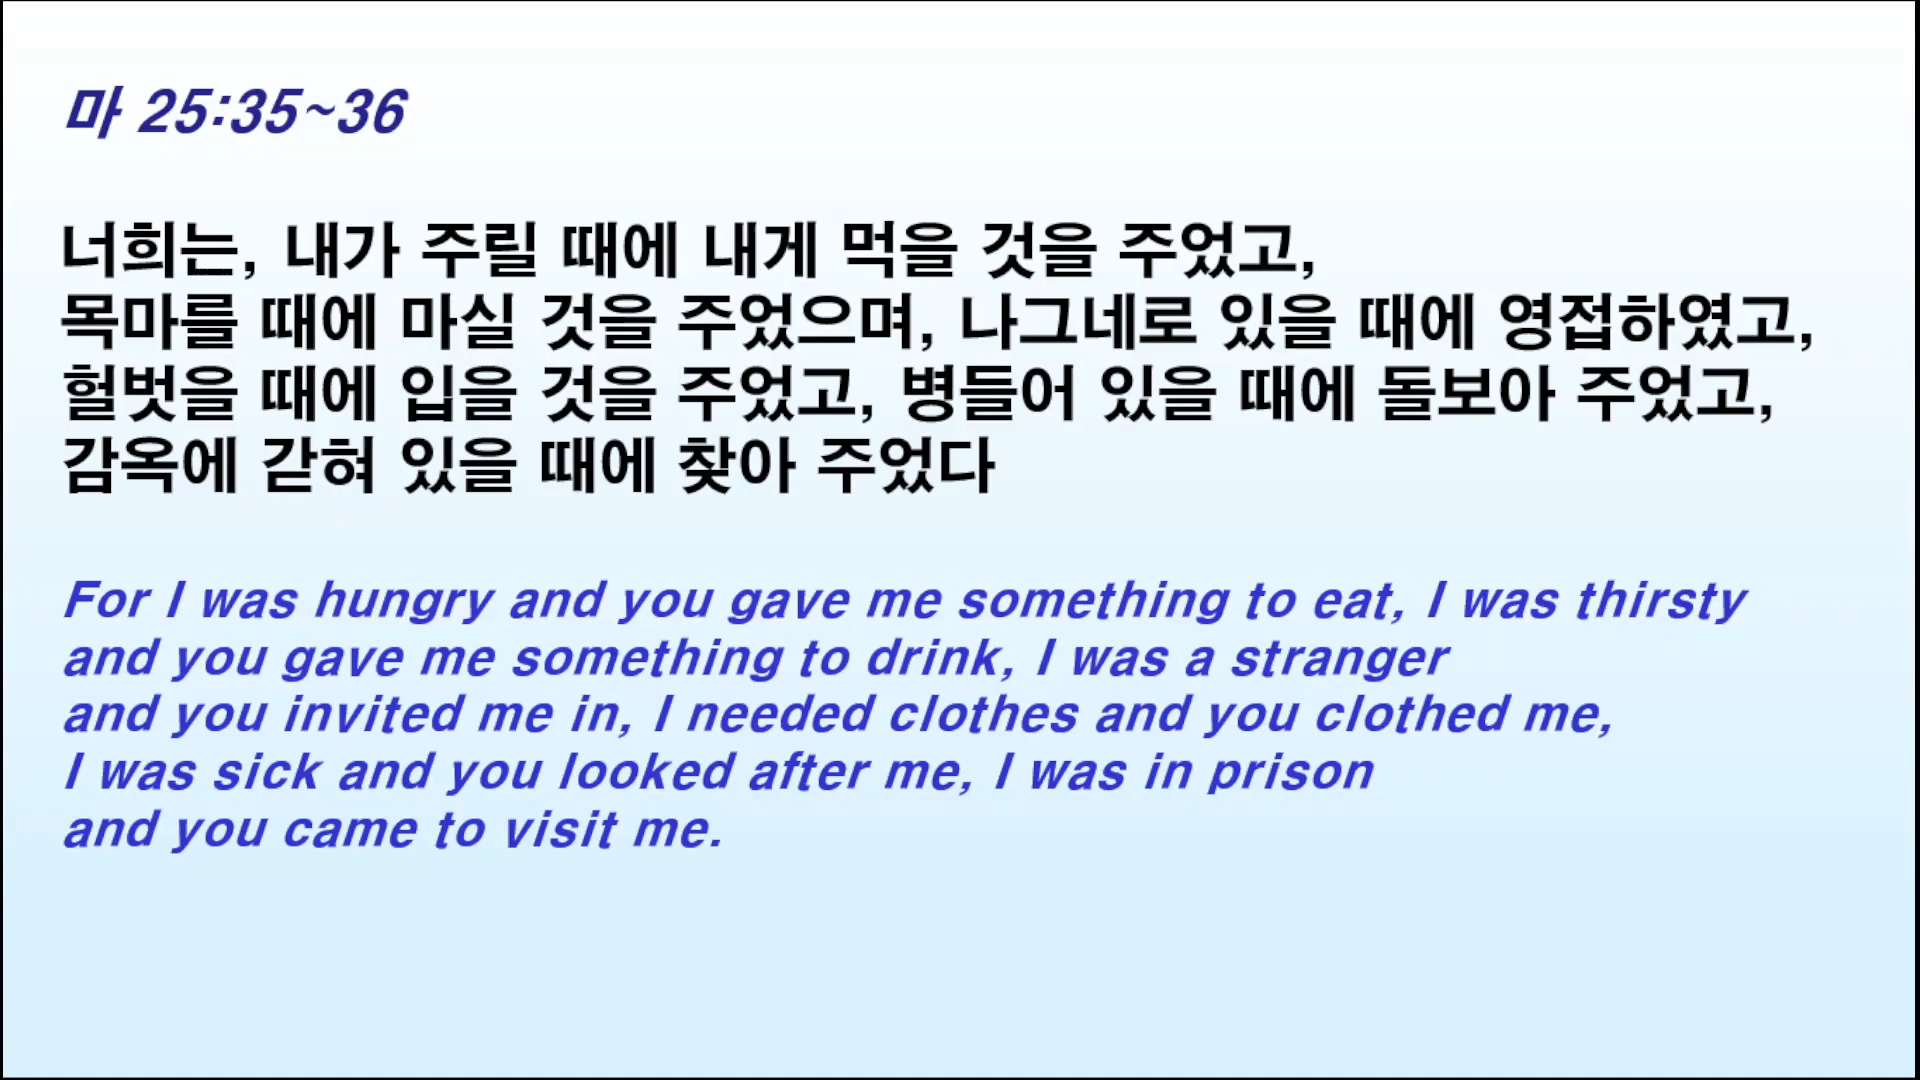 마 25:35~36
너희는, 내가 주릴 때에 내게 먹을 것을 주었고,
목마를 때에 마실 것을 주었으며, 나그네로 있을 때에 영접하였고,
헐벗을 때에 입을 것을 주었고, 병들어 있을 때에 돌보아 주었고,
감옥에 갇혀 있을 때에 찾아 주었다
For I was hungry and you gave me something to eat, I was thirsty
and you gave me something to drink, I was a stranger
and you invited me in, I needed clothes and you clothed me,
I was sick and you looked after me, I was in prison
and you came to visit me.